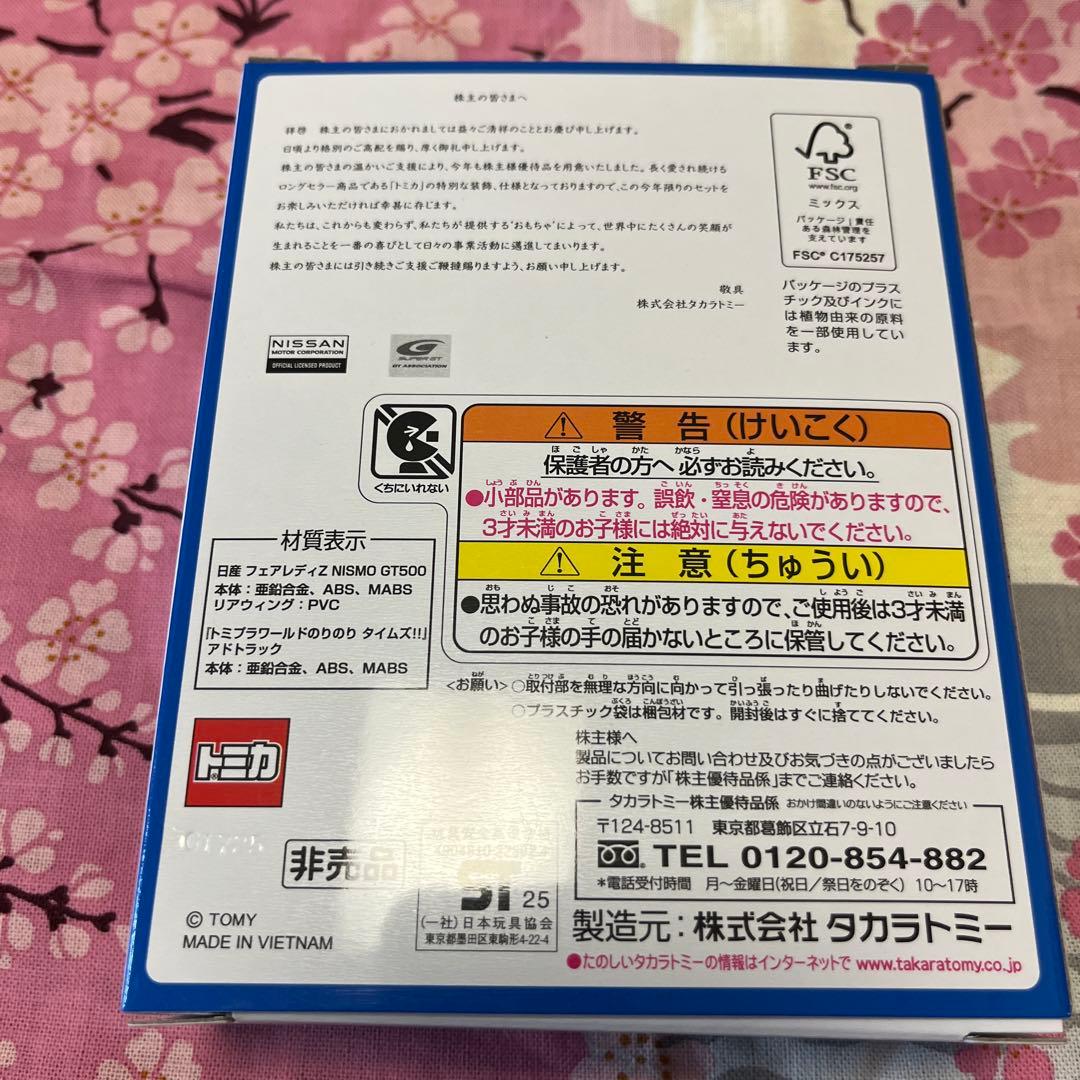 株主の皆さまへ
拝啓　株主の皆さまにおかれましては益々ご清祥のこととお慶び申し上げます。
日頃より格別のご高配を賜り、厚く御礼申し上げます。
株主の皆さまの温かいご支援により、今年も株主様優待品を用意いたしました。長く愛され続ける
ロングセラー商品である「トミカ」の特別な装飾、仕様となっておりますので、この今年限りのセットを
お楽しみいただければ幸甚に存じます。
私たちは、これからも変わらず、私たちが提供する“おもちゃ”によって、世界中にたくさんの笑顔が
生まれることを一番の喜びとして日々の事業活動に邁進してまいります。
株主の皆さまには引き続きご支援ご鞭撻賜りますよう、お願い申し上げます。
敬具
株式会社タカラトミー
FSC
www.fsc.org
ミックス
パッケージ｜責任
ある森林管理を
支えています
FSC® C175257
パッケージのプラス
チック及びインクに
は植物由来の原料
を一部使用していま
す。
NISSAN
MOTOR CORPORATION
OFFICIAL LICENSED PRODUCT
SUPER GT
GT ASSOCIATION
くちにいれない
警告(けいこく)
保護者の方へ 必ずお読みください。
●小部品があります。誤飲・窒息の危険がありますので、
3才未満のお子様には絶対に与えないでください。
注意(ちゅうい)
●思わぬ事故の恐れがありますので、ご使用後は3才未満
のお子様の手の届かないところに保管してください。
<お願い>○取付部を無理な方向に向かって引っ張ったり曲げたりしないでください。
○プラスチック袋は梱包材です。開封後はすぐに捨ててください。
材質表示
日産 フェアレディZ NISMO GT500
本体：亜鉛合金、ABS、MABS
リアウィング：PVC
「トミプラワールドのりのり タイムズ!!」
アドトラック
本体：亜鉛合金、ABS、MABS
トミカ
非売品
© TOMY
MADE IN VIETNAM
ST 25
(一社)日本玩具協会
東京都墨田区東駒形4-22-4
株主様へ
製品についてお問い合わせ及びお気づきの点がございましたら
お手数ですが「株主優待品係」までご連絡ください。
タカラトミー株主優待品係 おかけ間違いのないようにご注意ください
〒124-8511　東京都葛飾区立石7-9-10
TEL 0120-854-882
＊電話受付時間　月～金曜日(祝日/祭日をのぞく) 10～17時
製造元：株式会社 タカラトミー
●たのしいタカラトミーの情報はインターネットで www.takaratomy.co.jp